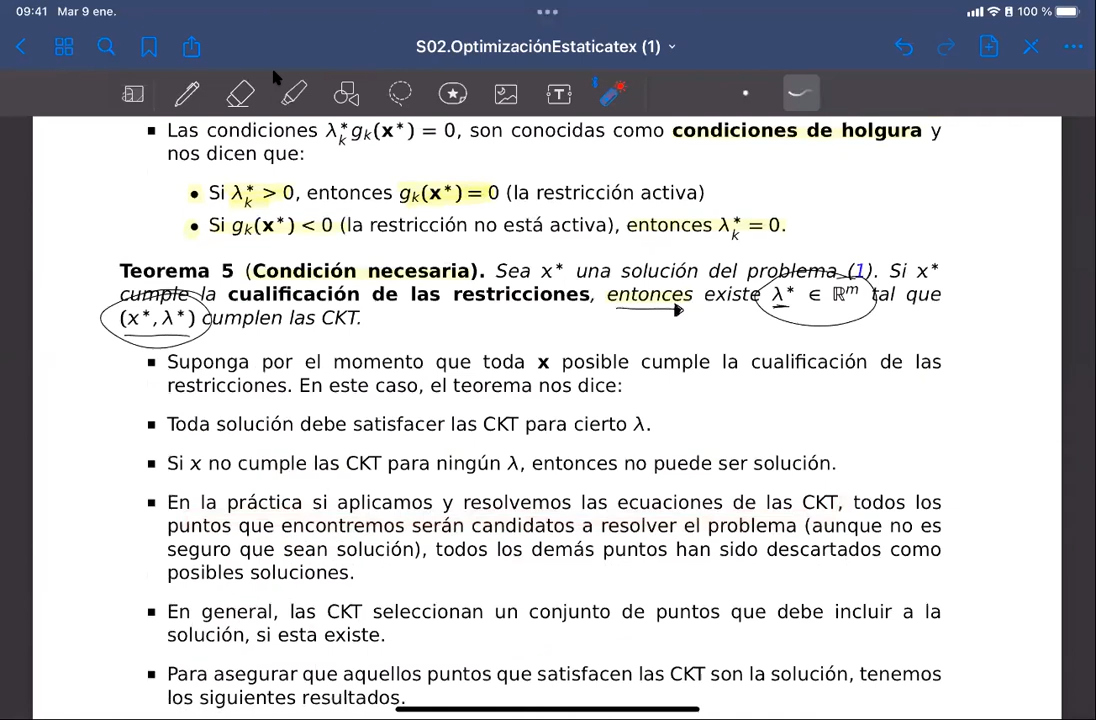 09:41 Mar 9 ene. 100 %
S02.OptimizaciónEstaticatex (1)
Las condiciones λ*ₖgₖ(x*) = 0, son conocidas como condiciones de holgura y
nos dicen que:
Si λ*ₖ > 0, entonces gₖ(x*) = 0 (la restricción activa)
Si gₖ(x*) < 0 (la restricción no está activa), entonces λ*ₖ = 0.
Teorema 5 (Condición necesaria). Sea x* una solución del problema (1). Si x*
cumple la cualificación de las restricciones, entonces existe λ* ∈ ℝᵐ tal que
(x*, λ*) cumplen las CKT.
Suponga por el momento que toda x posible cumple la cualificación de las
restricciones. En este caso, el teorema nos dice:
Toda solución debe satisfacer las CKT para cierto λ.
Si x no cumple las CKT para ningún λ, entonces no puede ser solución.
En la práctica si aplicamos y resolvemos las ecuaciones de las CKT, todos los
puntos que encontremos serán candidatos a resolver el problema (aunque no es
seguro que sean solución), todos los demás puntos han sido descartados como
posibles soluciones.
En general, las CKT seleccionan un conjunto de puntos que debe incluir a la
solución, si esta existe.
Para asegurar que aquellos puntos que satisfacen las CKT son la solución, tenemos
los siguientes resultados.